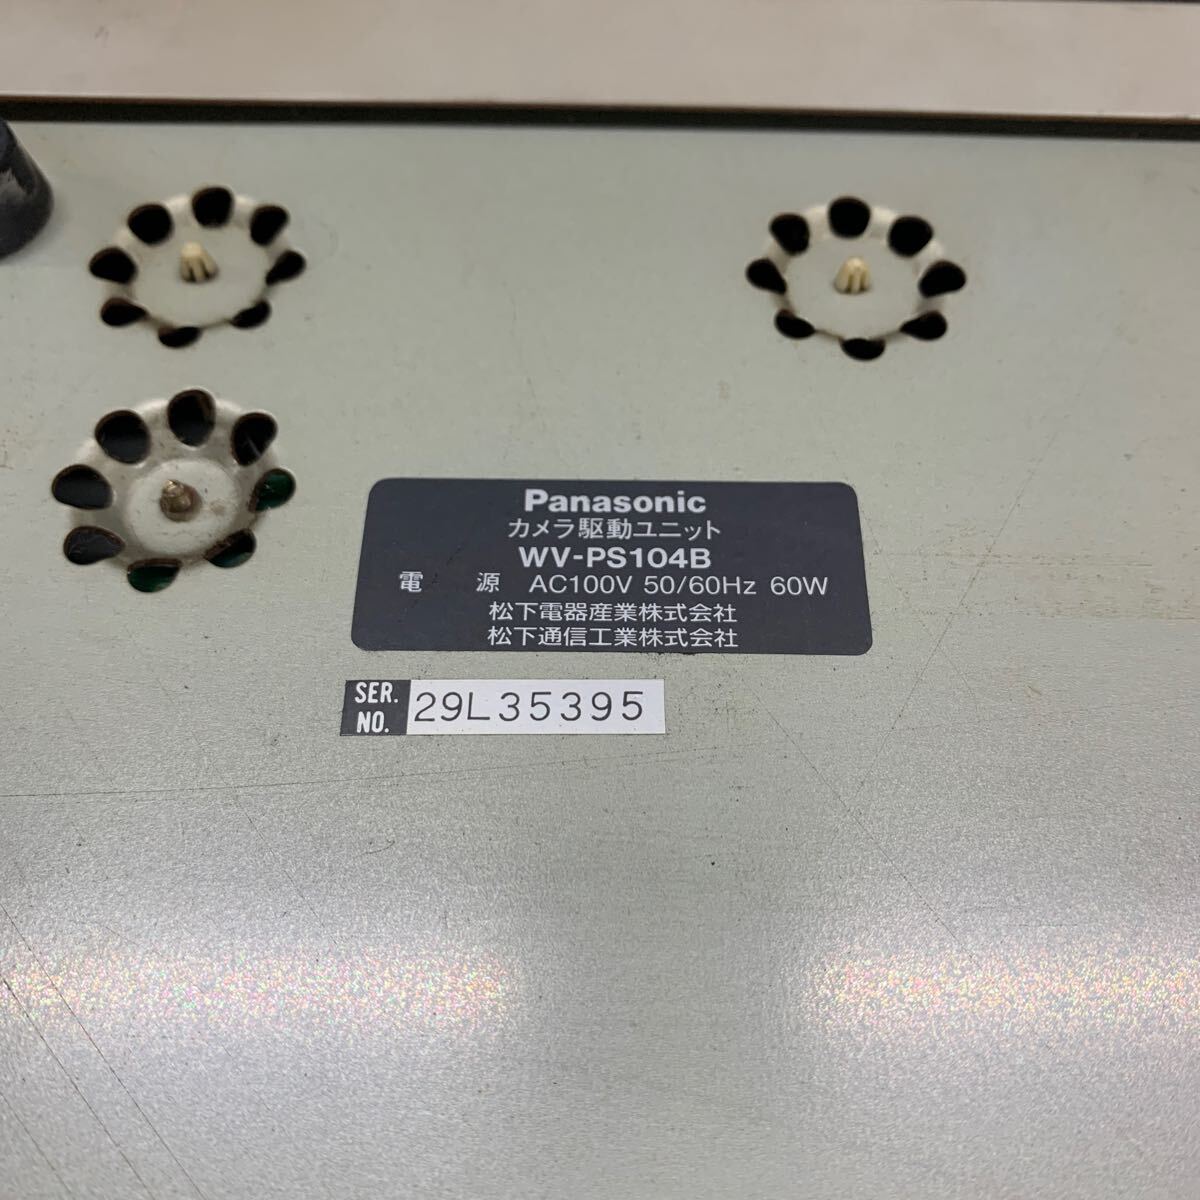 Panasonic
カメラ駆動ユニット
WV-PS104B
電 源 AC100V 50/60Hz 60W
松下電器産業株式会社
松下通信工業株式会社
SER. NO. 29L35395